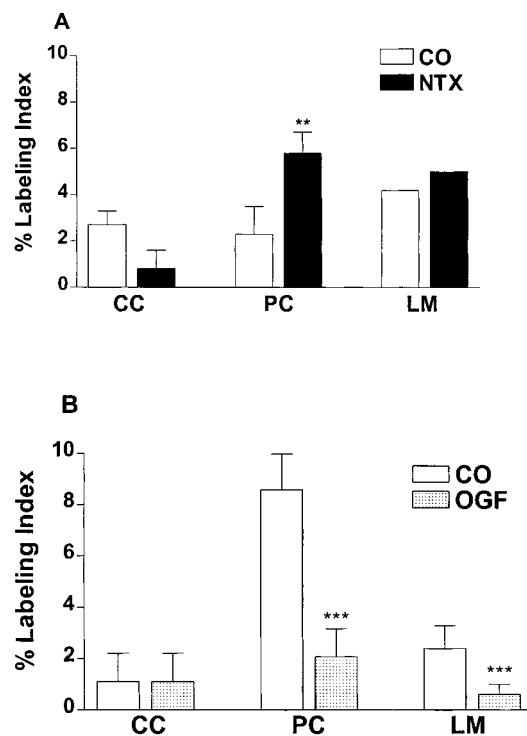 A
10
8
6
4
2
0
% Labeling Index
CO
NTX
**
CC PC LM
B
10
8
6
4
2
0
% Labeling Index
CO
OGF
***
***
CC PC LM